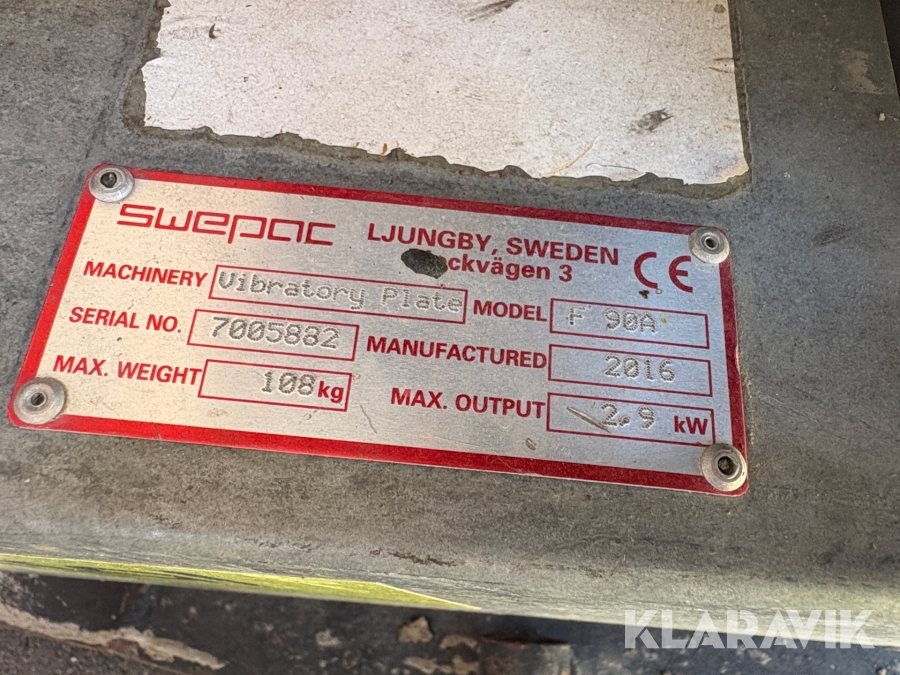 swepac LJUNGBY, SWEDEN
ckvägen 3 CE
MACHINERY Vibratory Plate MODEL F 90A
SERIAL NO. 7005882 MANUFACTURED 2016
MAX. WEIGHT 108 kg MAX. OUTPUT 2.9 kW
KLARAVIK